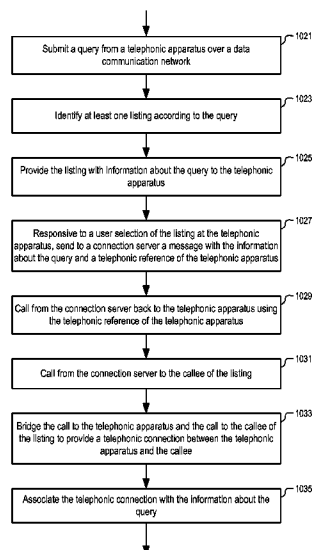 1021
Submit a query from a telephonic apparatus over a data
communication network
1023
Identify at least one listing according to the query
1025
Provide the listing with information about the query to the telephonic
apparatus
1027
Responsive to a user selection of the listing at the telephonic
apparatus, send to a connection server a message with the information
about the query and a telephonic reference of the telephonic apparatus
1029
Call from the connection server back to the telephonic apparatus using
the telephonic reference of the telephonic apparatus
1031
Call from the connection server to the callee of the listing
1033
Bridge the call to the telephonic apparatus and the call to the callee of
the listing to provide a telephonic connection between the telephonic
apparatus and the callee
1035
Associate the telephonic connection with the information about the
query